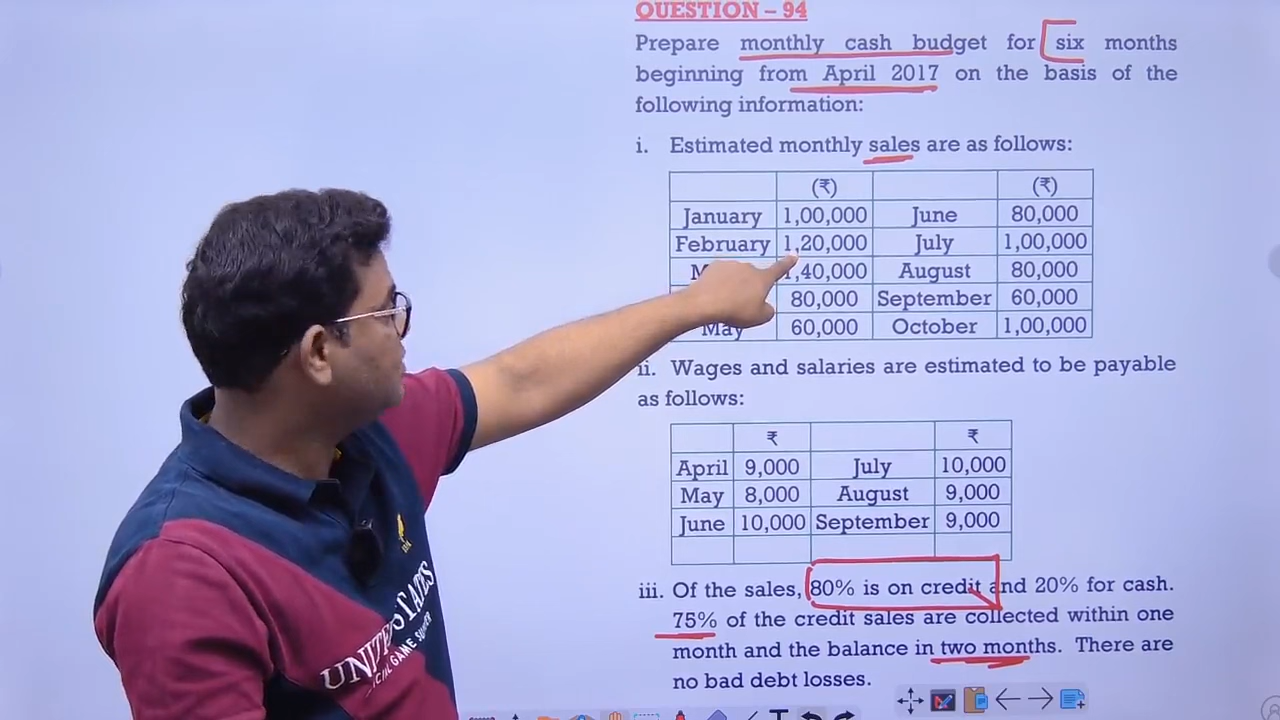 QUESTION – 94
Prepare monthly cash budget for six months
beginning from April 2017 on the basis of the
following information:
i. Estimated monthly sales are as follows:
(₹) (₹)
January 1,00,000 June 80,000
February 1,20,000 July 1,00,000
1,40,000 August 80,000
80,000 September 60,000
May 60,000 October 1,00,000
ii. Wages and salaries are estimated to be payable
as follows:
₹ ₹
April 9,000 July 10,000
May 8,000 August 9,000
June 10,000 September 9,000
iii. Of the sales, 80% is on credit and 20% for cash.
75% of the credit sales are collected within one
month and the balance in two months. There are
no bad debt losses.